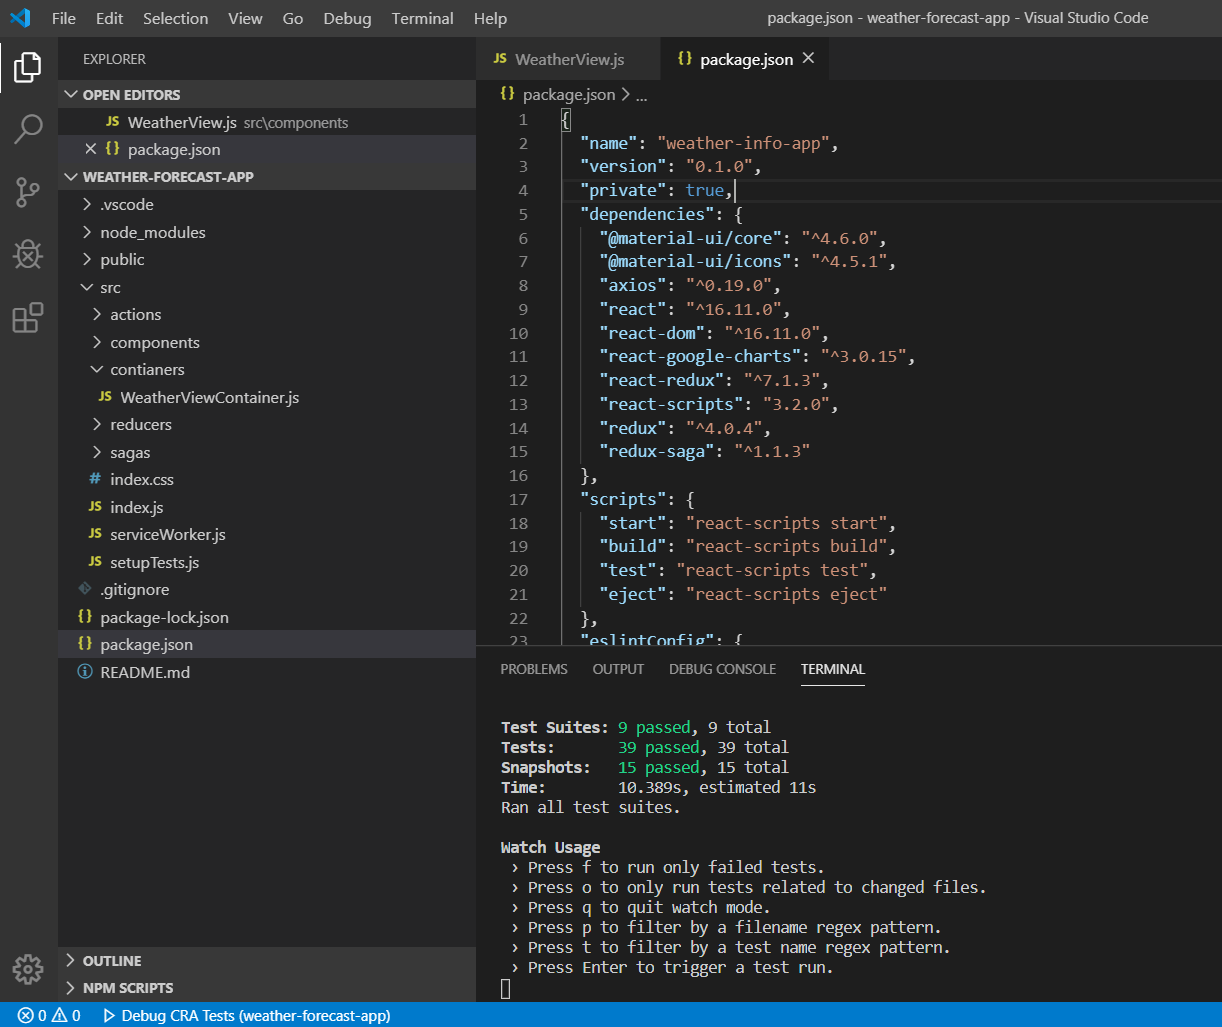 File Edit Selection View Go Debug Terminal Help
package.json - weather-forecast-app - Visual Studio Code
EXPLORER
OPEN EDITORS
JS WeatherView.js src\components
{} package.json
WEATHER-FORECAST-APP
.vscode
node_modules
public
src
actions
components
contianers
JS WeatherViewContainer.js
reducers
sagas
# index.css
JS index.js
JS serviceWorker.js
JS setupTests.js
.gitignore
{} package-lock.json
{} package.json
README.md
OUTLINE
NPM SCRIPTS
JS WeatherView.js
{} package.json
{} package.json > ...
1 {
2 "name": "weather-info-app",
3 "version": "0.1.0",
4 "private": true,
5 "dependencies": {
6 "@material-ui/core": "^4.6.0",
7 "@material-ui/icons": "^4.5.1",
8 "axios": "^0.19.0",
9 "react": "^16.11.0",
10 "react-dom": "^16.11.0",
11 "react-google-charts": "^3.0.15",
12 "react-redux": "^7.1.3",
13 "react-scripts": "3.2.0",
14 "redux": "^4.0.4",
15 "redux-saga": "^1.1.3"
16 },
17 "scripts": {
18 "start": "react-scripts start",
19 "build": "react-scripts build",
20 "test": "react-scripts test",
21 "eject": "react-scripts eject"
22 },
23 "eslintConfig": {
PROBLEMS OUTPUT DEBUG CONSOLE TERMINAL
Test Suites: 9 passed, 9 total
Tests: 39 passed, 39 total
Snapshots: 15 passed, 15 total
Time: 10.389s, estimated 11s
Ran all test suites.
Watch Usage
› Press f to run only failed tests.
› Press o to only run tests related to changed files.
› Press q to quit watch mode.
› Press p to filter by a filename regex pattern.
› Press t to filter by a test name regex pattern.
› Press Enter to trigger a test run.
0 0 Debug CRA Tests (weather-forecast-app)